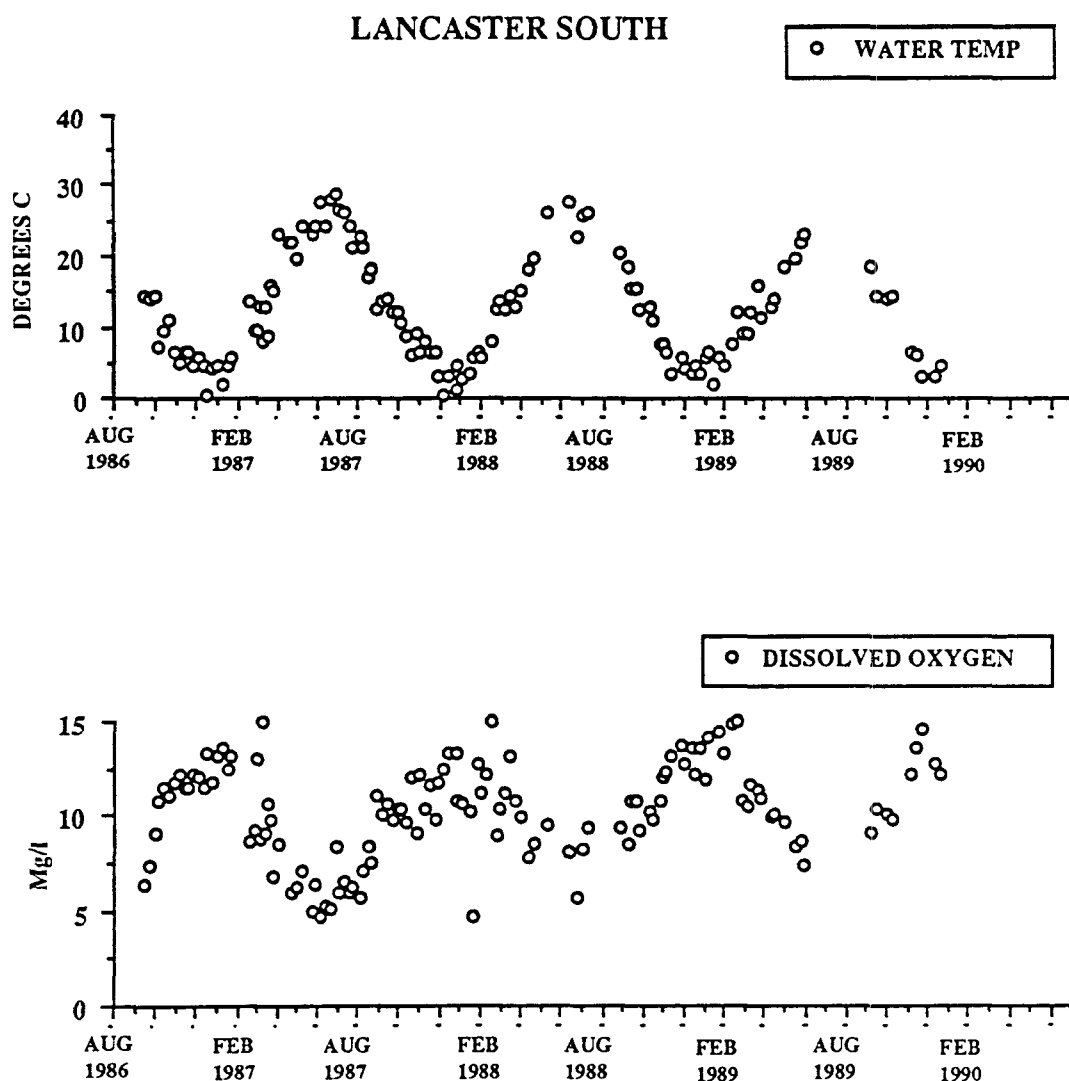 LANCASTER SOUTH
WATER TEMP
DEGREES C
40
30
20
10
0
AUG FEB AUG FEB AUG FEB AUG FEB
1986 1987 1987 1988 1988 1989 1989 1990
DISSOLVED OXYGEN
Mg/l
15
10
5
0
AUG FEB AUG FEB AUG FEB AUG FEB
1986 1987 1987 1988 1988 1989 1989 1990